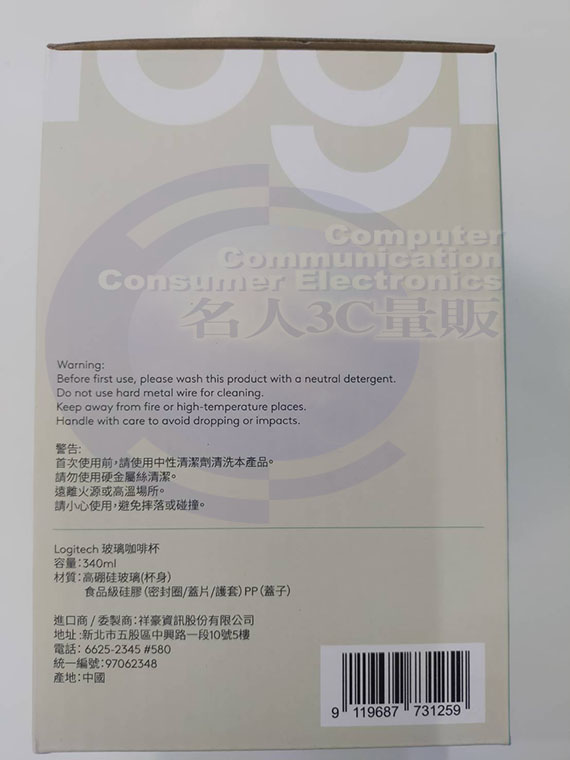 logi
Computer
Communication
Consumer Electronics
名人3C量販
Warning:
Before first use, please wash this product with a neutral detergent.
Do not use hard metal wire for cleaning.
Keep away from fire or high-temperature places.
Handle with care to avoid dropping or impacts.
警告:
首次使用前,請使用中性清潔劑清洗本產品。
請勿使用硬金屬絲清潔。
遠離火源或高溫場所。
請小心使用,避免摔落或碰撞。
Logitech 玻璃咖啡杯
容量:340ml
材質:高硼硅玻璃(杯身)
食品級硅膠(密封圈/蓋片/護套)PP(蓋子)
進口商 / 委製商:祥豪資訊股份有限公司
地址:新北市五股區中興路一段10號5樓
電話: 6625-2345 #580
統一編號:97062348
產地:中國
9 119687 731259